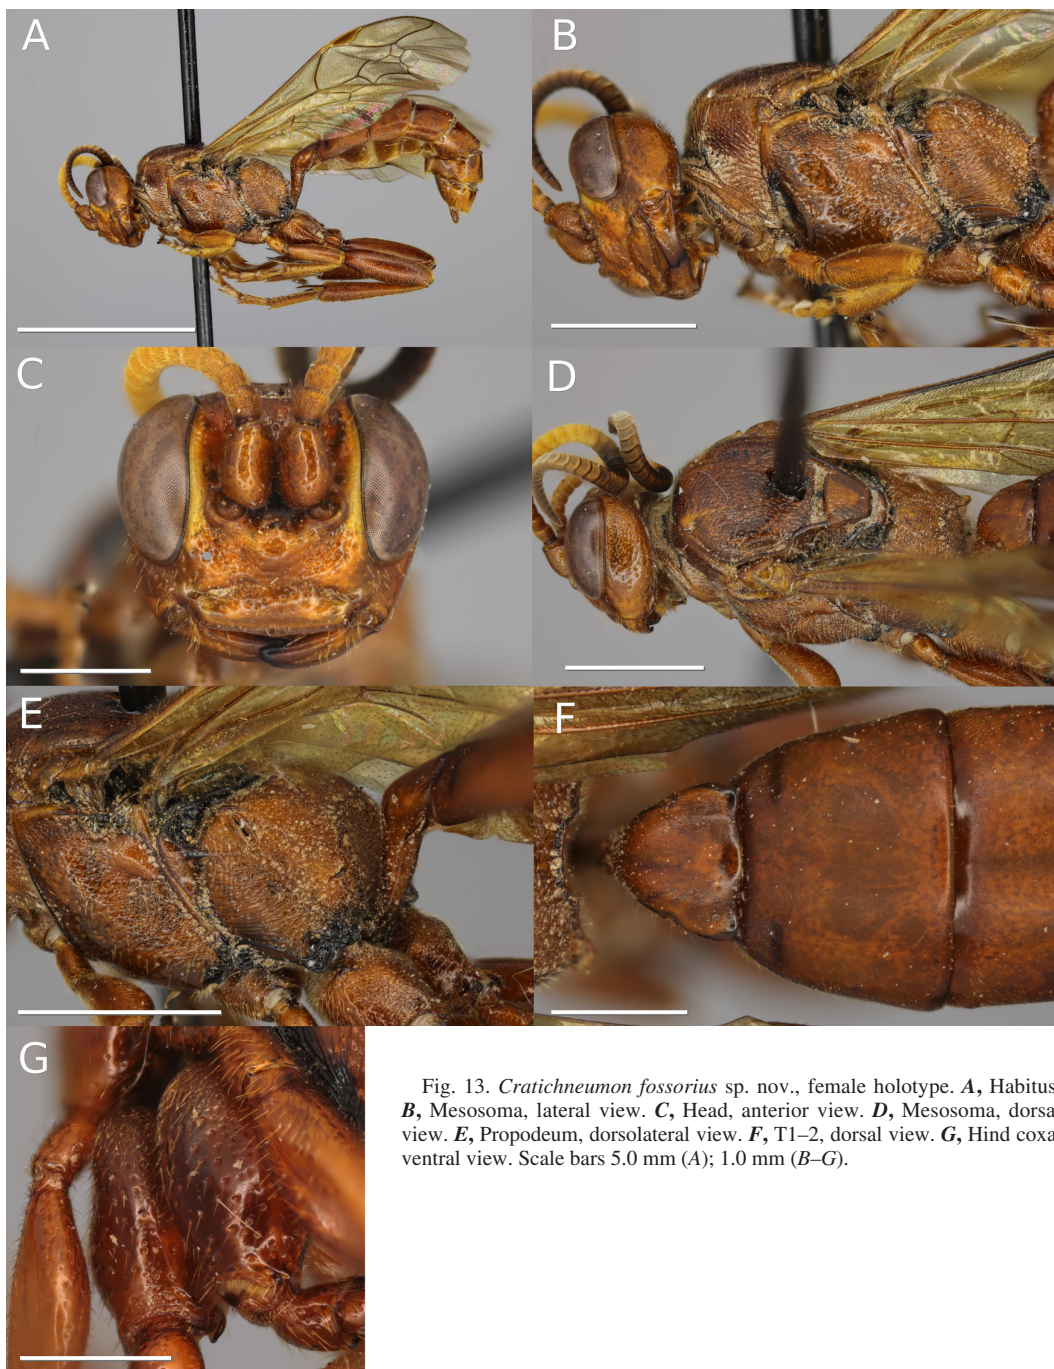 A
B
C
D
E
F
G
Fig. 13. Cratichneumon fossorius sp. nov., female holotype. A, Habitus
B, Mesosoma, lateral view. C, Head, anterior view. D, Mesosoma, dorsa
view. E, Propodeum, dorsolateral view. F, T1–2, dorsal view. G, Hind coxa
ventral view. Scale bars 5.0 mm (A); 1.0 mm (B–G).